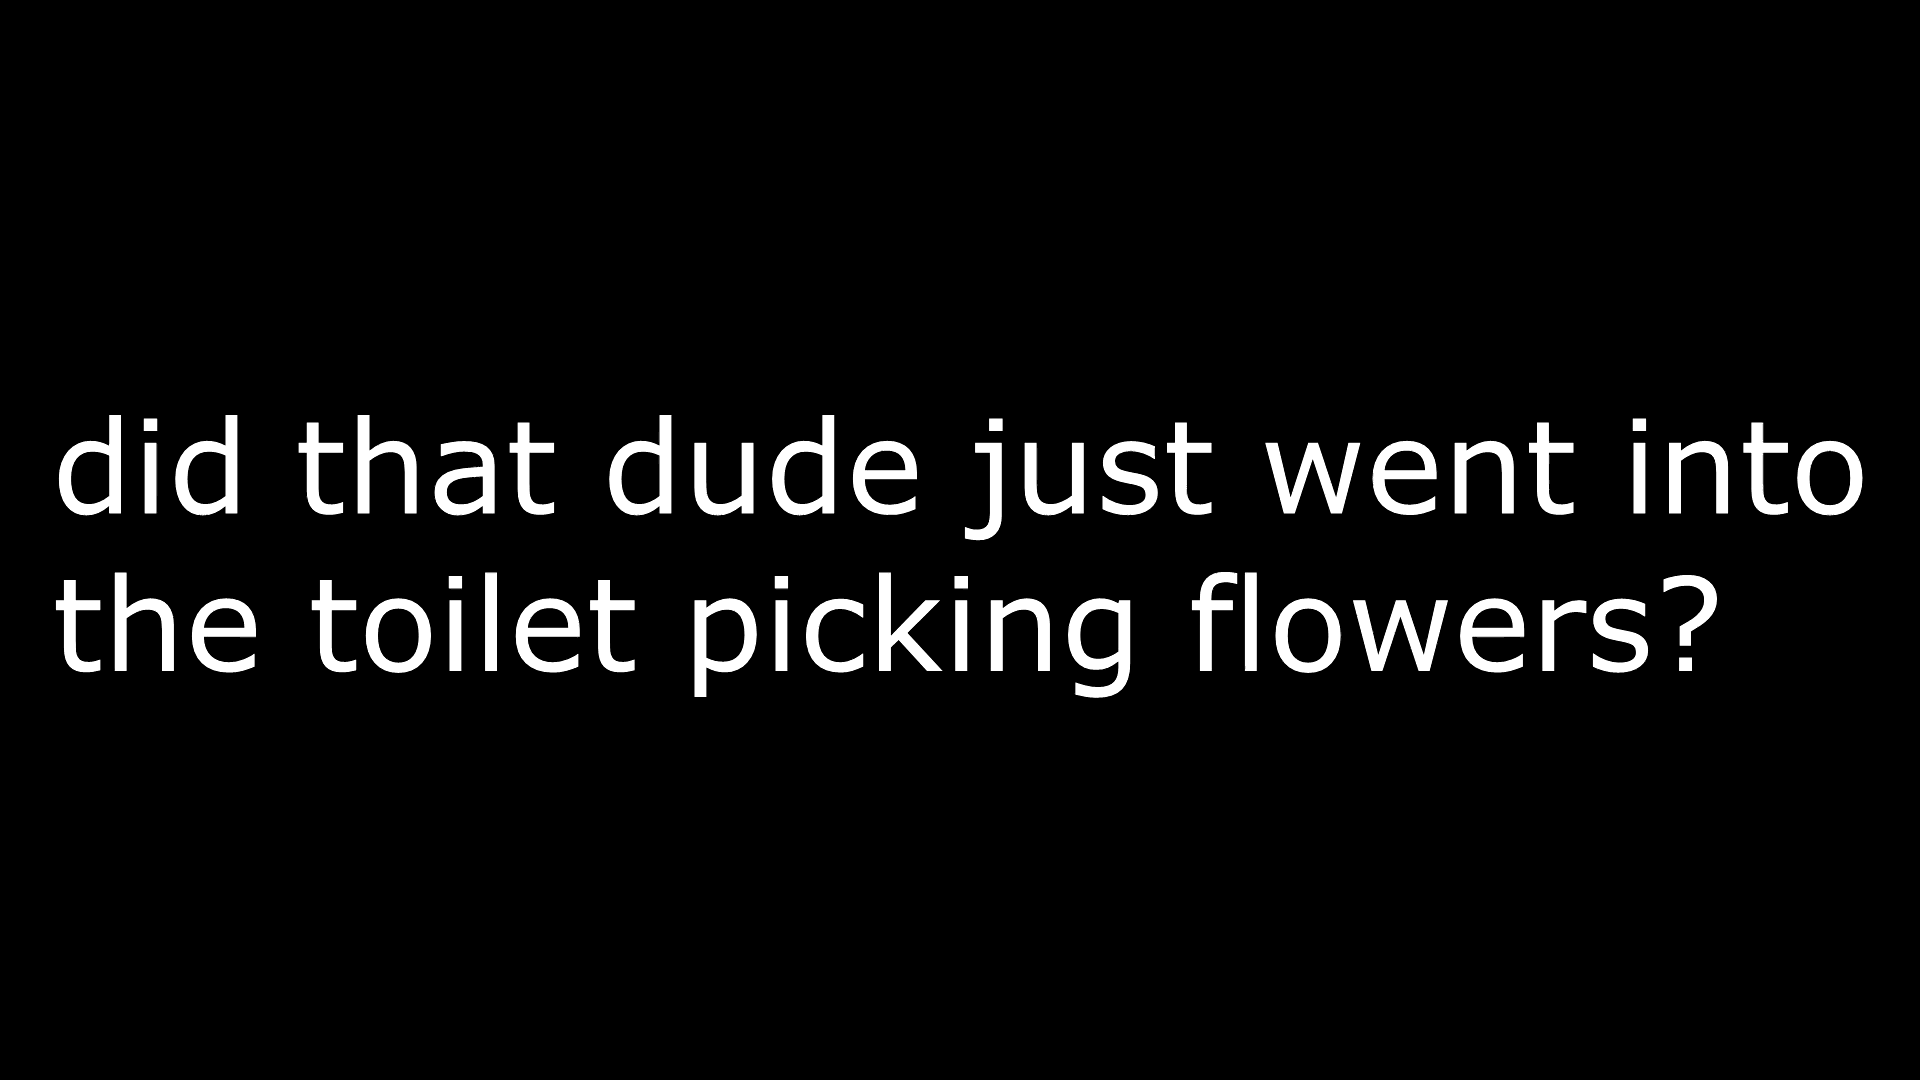 did that dude just went into
the toilet picking flowers?